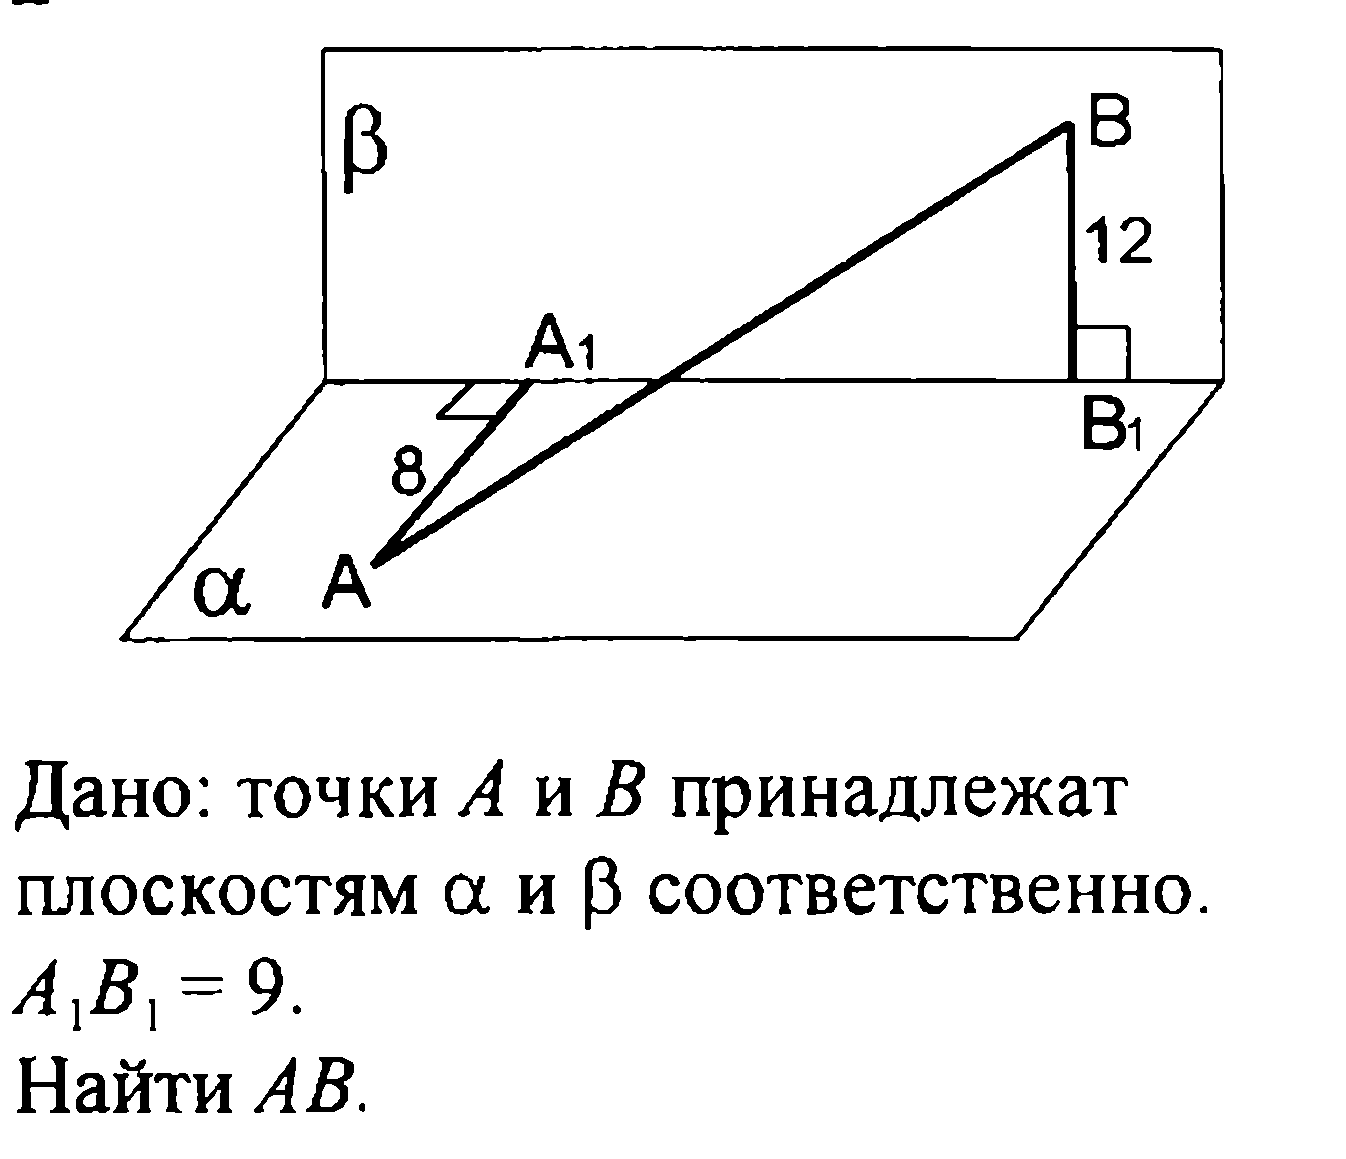 β
B
12
A₁
B₁
8
A
α
Дано: точки A и B принадлежат
плоскостям α и β соответственно.
A₁B₁ = 9.
Найти AB.